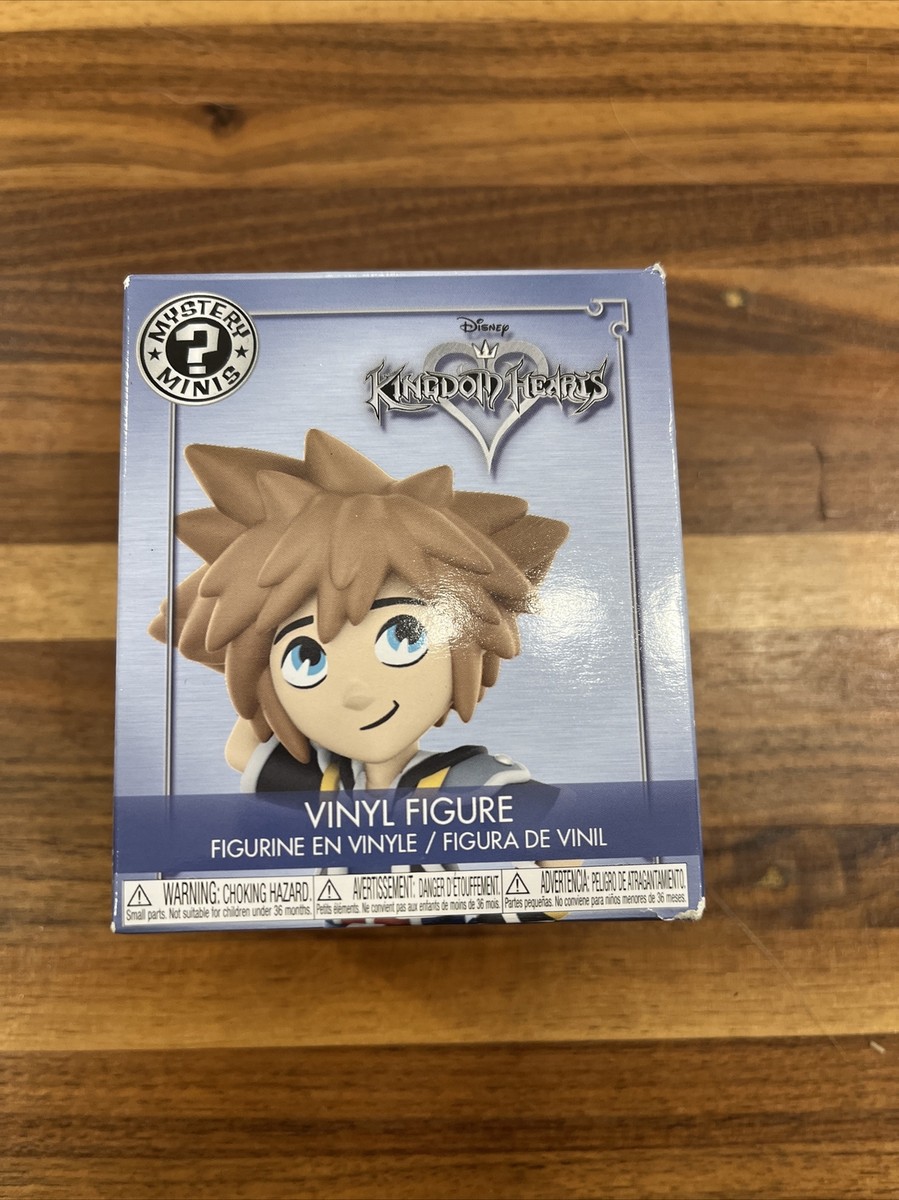 MYSTERY
?
MINIS
Disney
KINGDOM HEARTS
VINYL FIGURE
FIGURINE EN VINYLE / FIGURA DE VINIL
WARNING: CHOKING HAZARD.
Small parts. Not suitable for children under 36 months.
AVERTISSEMENT: DANGER D'ÉTOUFFEMENT.
Petits éléments. Ne convient pas aux enfants de moins de 36 mois.
ADVERTENCIA: PELIGRO DE ATRAGANTAMIENTO.
Partes pequeñas. No conviene para niños menores de 36 meses.